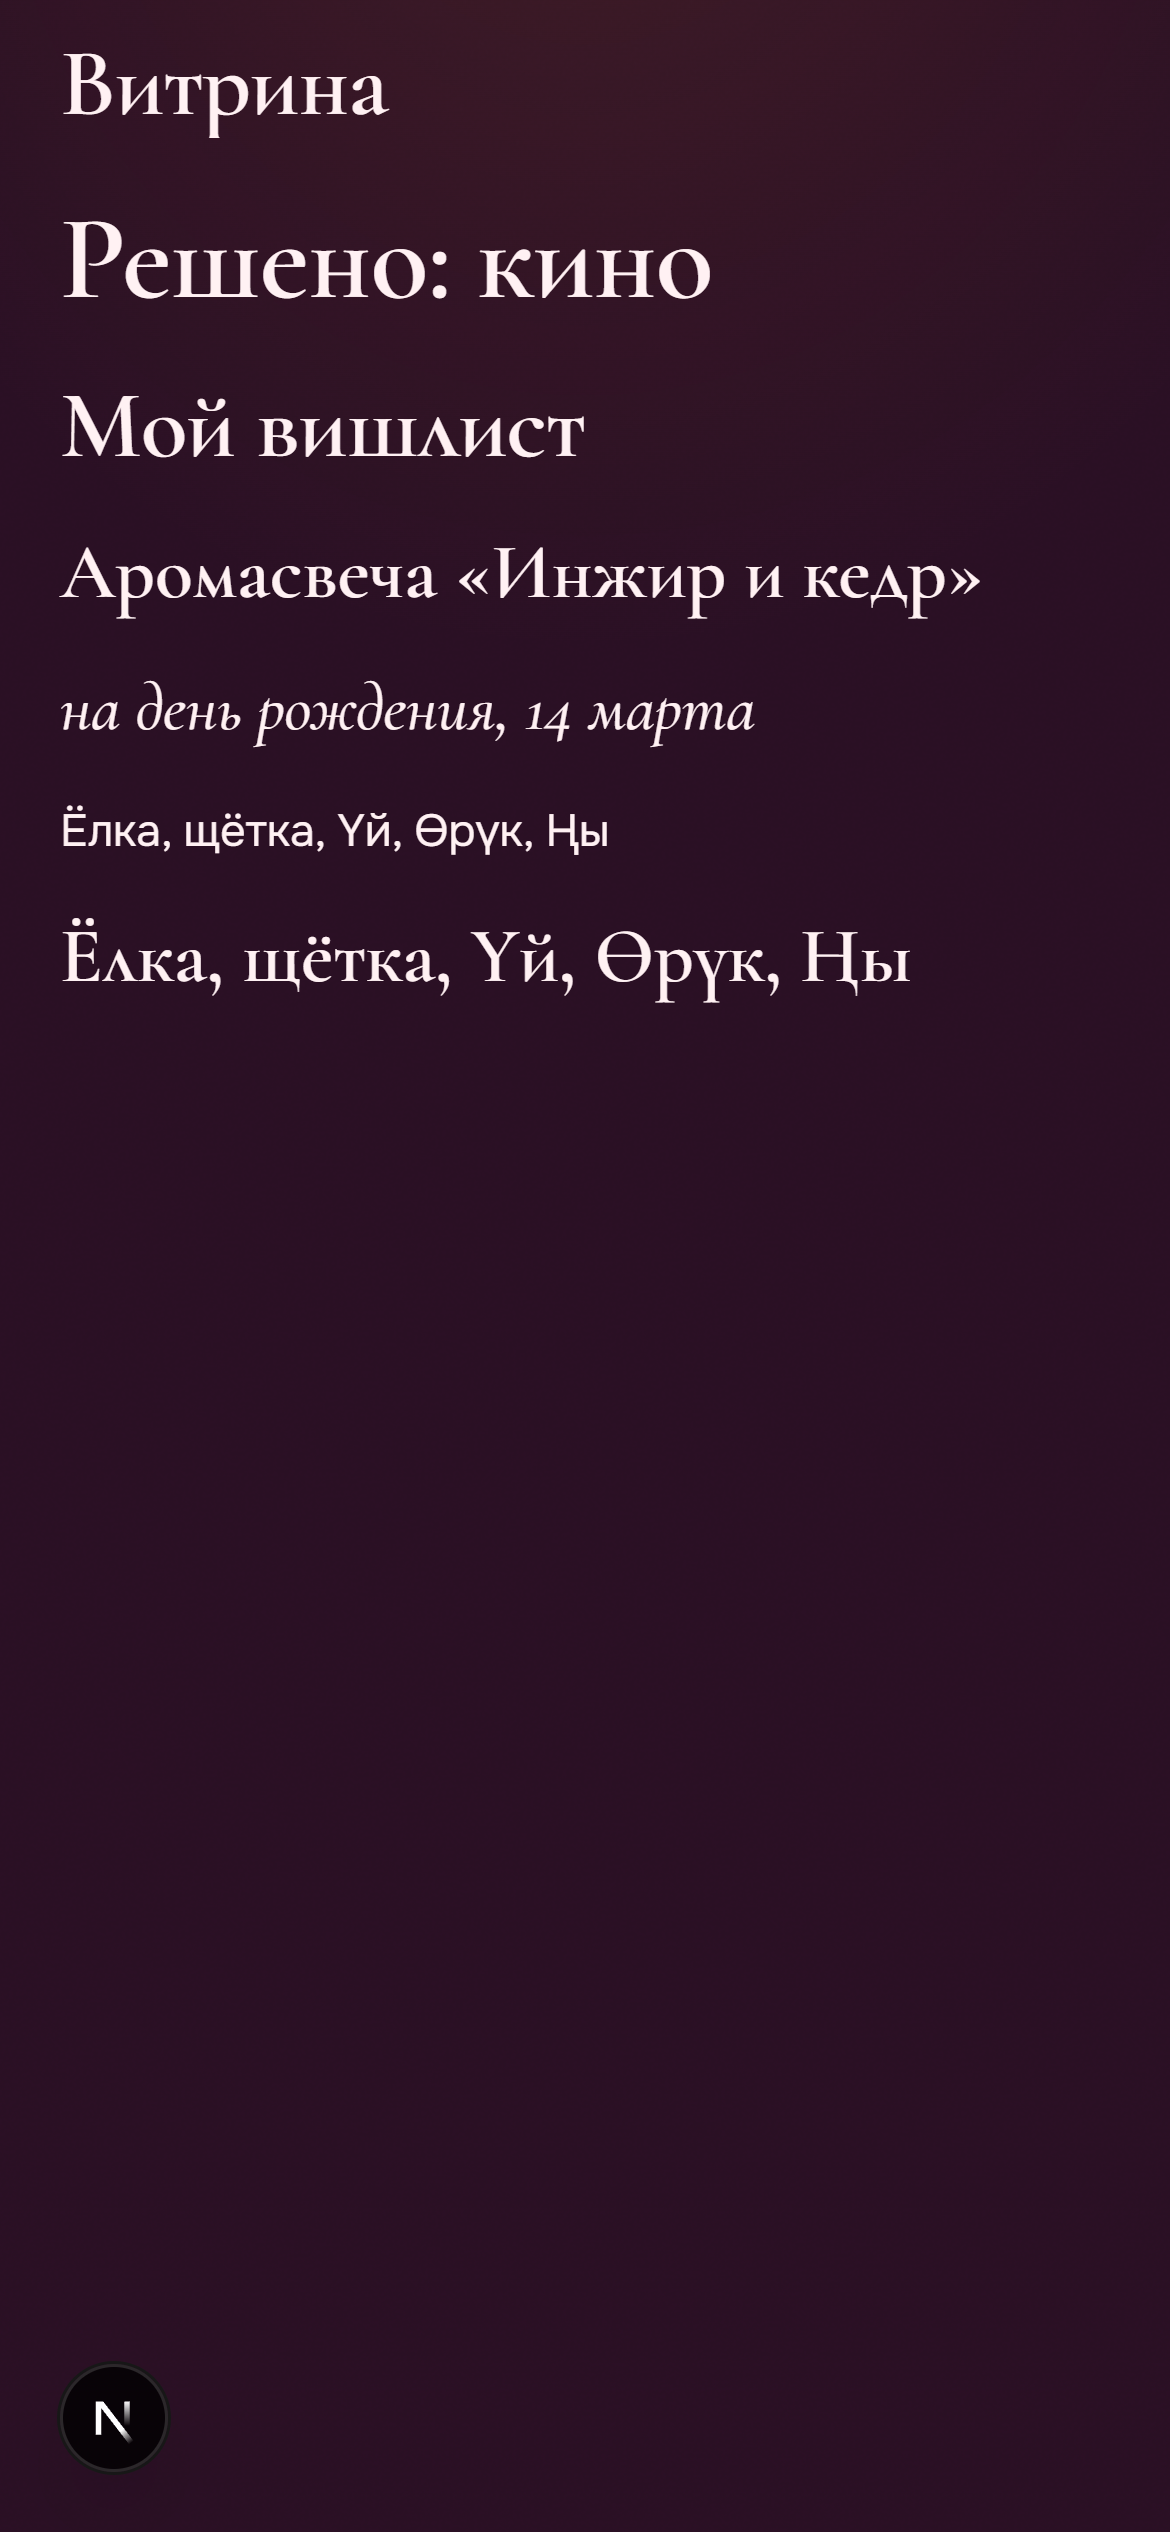 Витрина
Решено: кино
Мой вишлист
Аромасвеча «Инжир и кедр»
на день рождения, 14 марта
Ёлка, щётка, Үй, Өрүк, Ңы
Ёлка, щётка, Үй, Өрүк, Ңы
N